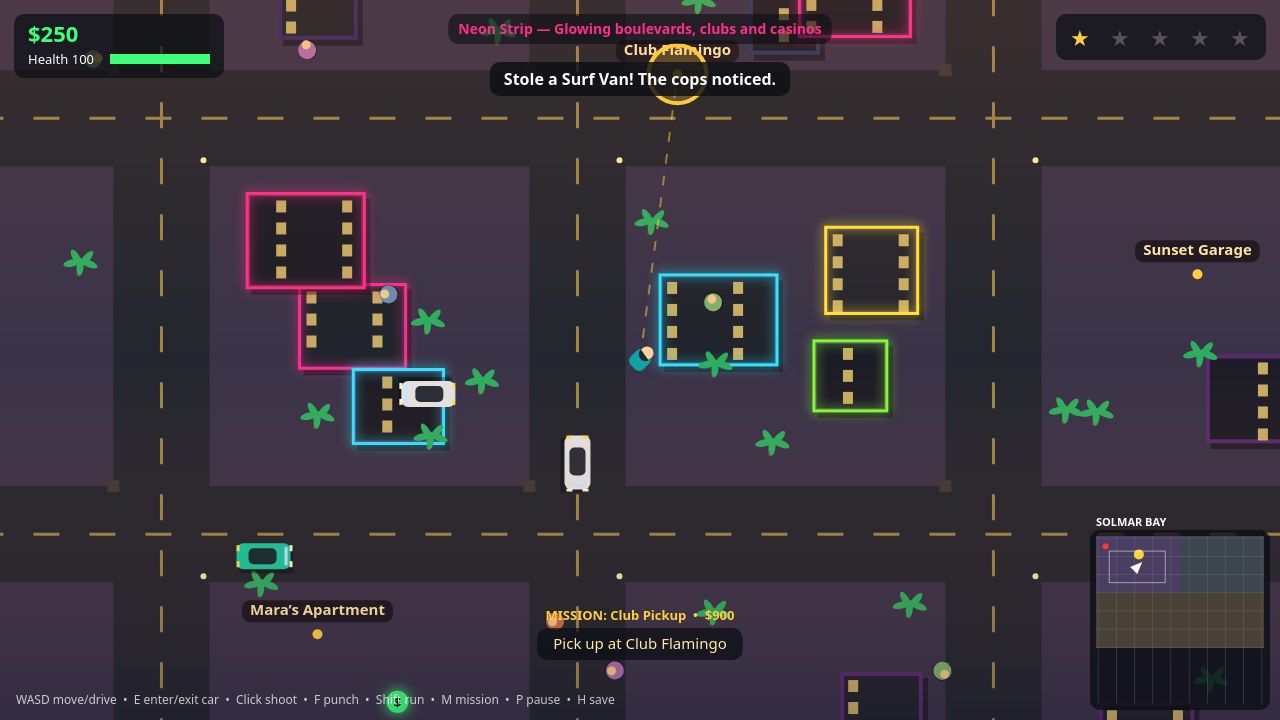 $250
Health 100
Neon Strip — Glowing boulevards, clubs and casinos
Club Flamingo
Stole a Surf Van! The cops noticed.
Sunset Garage
SOLMAR BAY
Mara’s Apartment
MISSION: Club Pickup • $900
Pick up at Club Flamingo
WASD move/drive • E enter/exit car • Click shoot • F punch • Shift run • M mission • P pause • H save